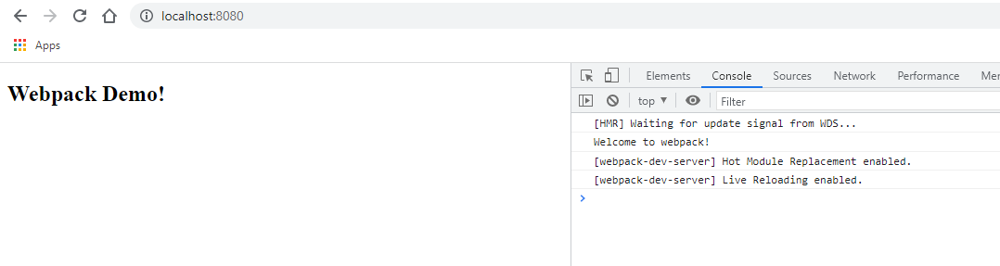 localhost:8080
Apps
Webpack Demo!
Elements Console Sources Network Performance
top Filter
[HMR] Waiting for update signal from WDS...
Welcome to webpack!
[webpack-dev-server] Hot Module Replacement enabled.
[webpack-dev-server] Live Reloading enabled.